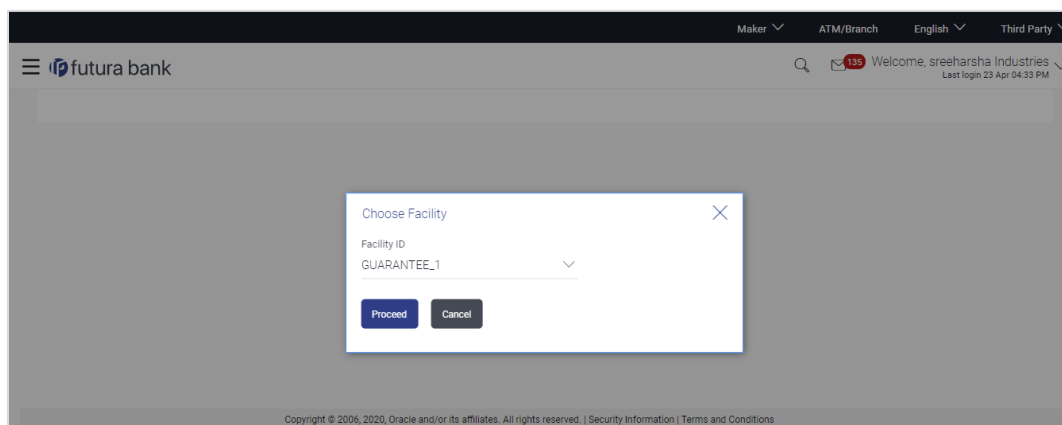 Maker ATM/Branch English Third Party
futura bank 135 Welcome, sreeharsha Industries
Last login 23 Apr 04:33 PM
Choose Facility
Facility ID
GUARANTEE_1
Proceed Cancel
Copyright © 2006, 2020, Oracle and/or its affiliates. All rights reserved. | Security Information | Terms and Conditions